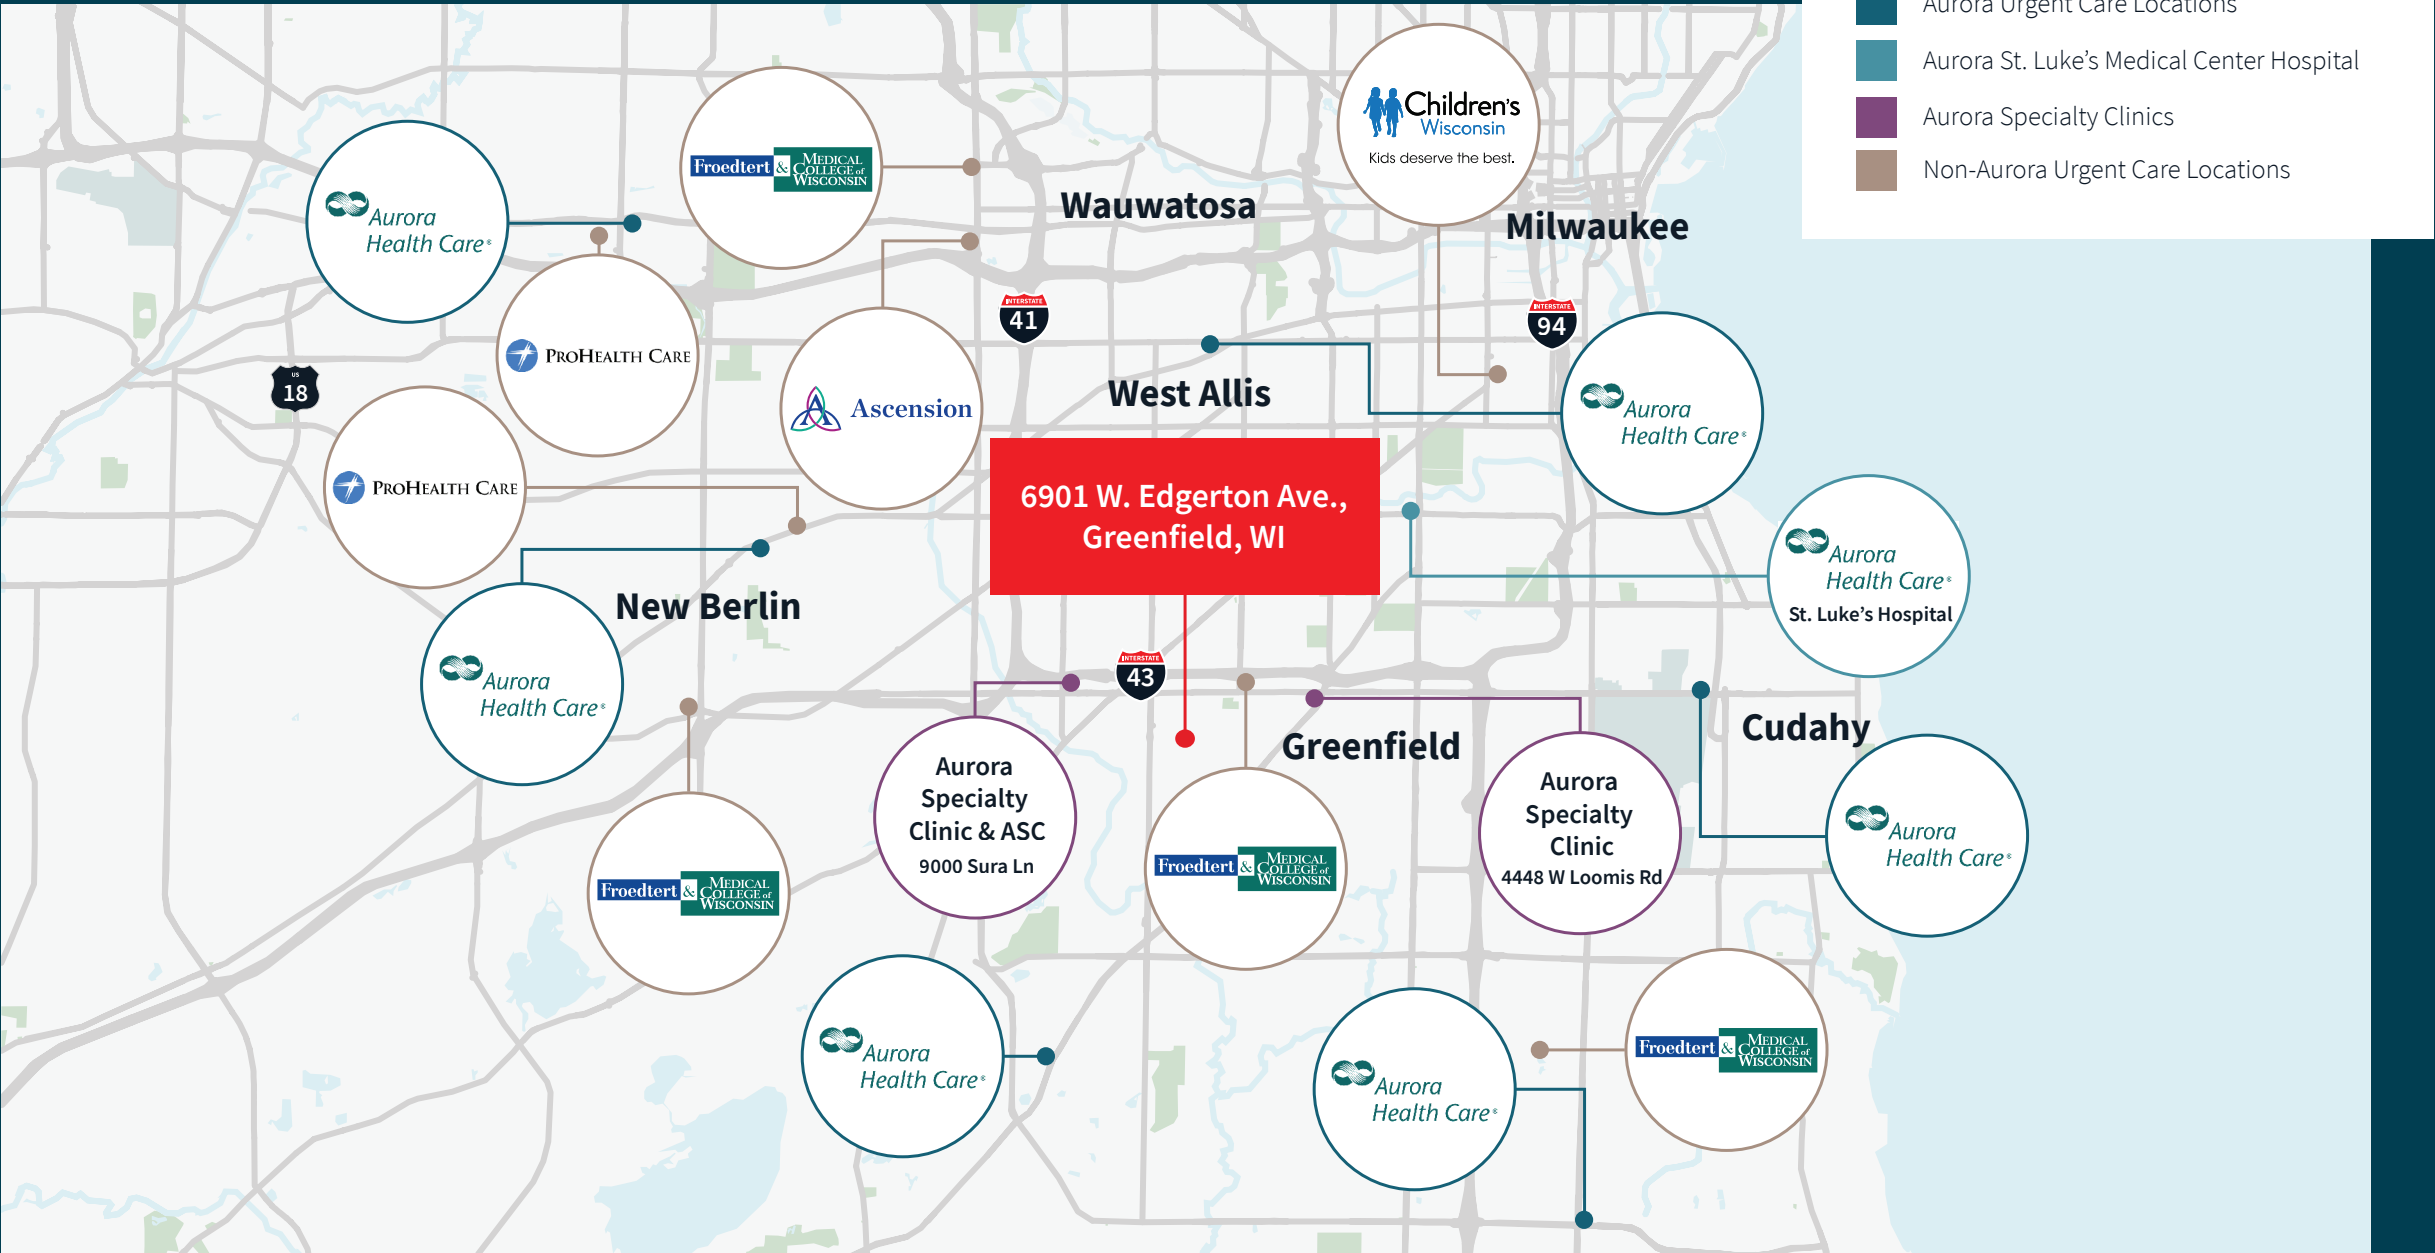 Aurora Urgent Care Locations
Aurora St. Luke's Medical Center Hospital
Aurora Specialty Clinics
Non-Aurora Urgent Care Locations
Children's
Wisconsin
Kids deserve the best.
Froedtert & MEDICAL
COLLEGE of
WISCONSIN
Aurora
Health Care®
Wauwatosa
Milwaukee
INTERSTATE
41
INTERSTATE
94
PROHEALTH CARE
US
18
Ascension
West Allis
Aurora
Health Care®
PROHEALTH CARE
6901 W. Edgerton Ave.,
Greenfield, WI
Aurora
Health Care®
St. Luke's Hospital
New Berlin
Aurora
Health Care®
INTERSTATE
43
Greenfield
Cudahy
Aurora
Specialty
Clinic & ASC
9000 Sura Ln
Aurora
Specialty
Clinic
4448 W Loomis Rd
Froedtert & MEDICAL
COLLEGE of
WISCONSIN
Froedtert & MEDICAL
COLLEGE of
WISCONSIN
Aurora
Health Care®
Aurora
Health Care®
Aurora
Health Care®
Froedtert & MEDICAL
COLLEGE of
WISCONSIN